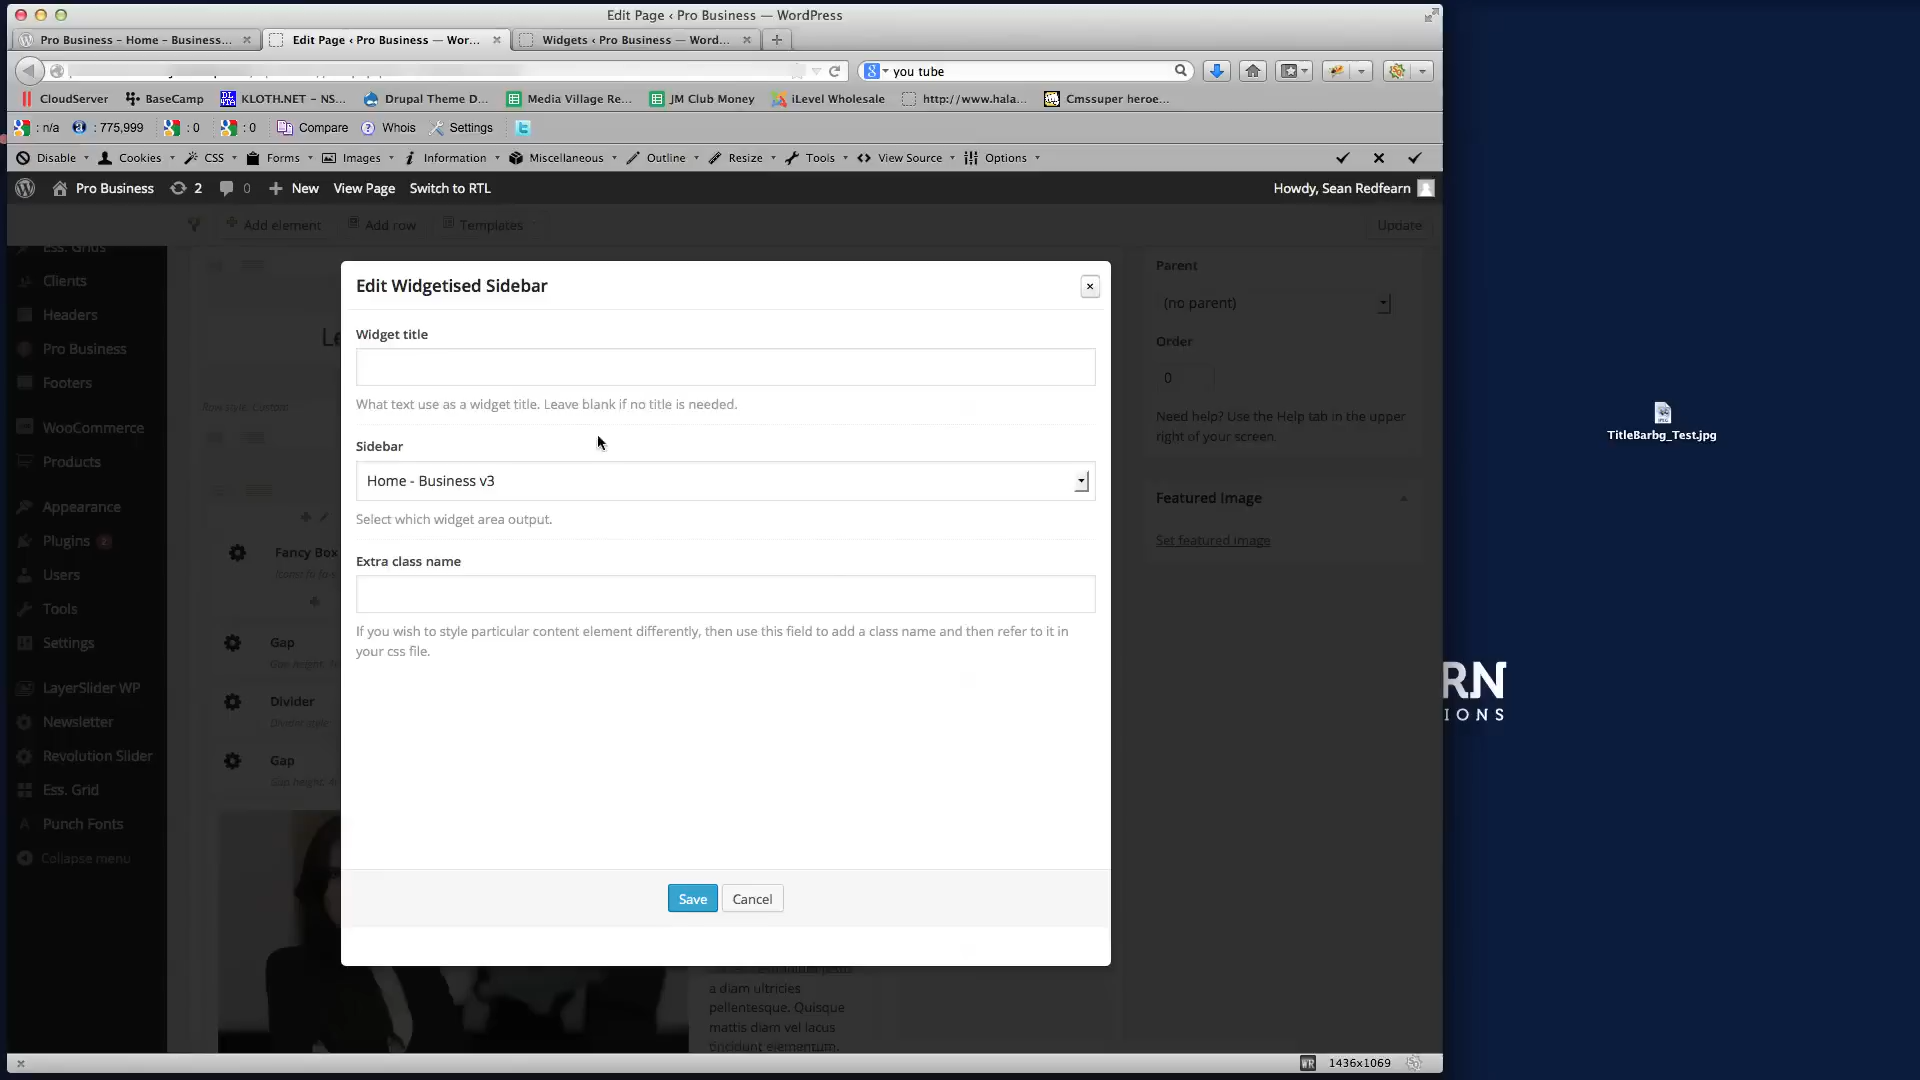 Edit Page ‹ Pro Business — WordPress
Pro Business – Home – Business...
Edit Page ‹ Pro Business — Wor...
Widgets ‹ Pro Business — Word...
you tube
CloudServer
BaseCamp
KLOTH.NET – NS...
Drupal Theme D...
Media Village Re...
JM Club Money
iLevel Wholesale
http://www.hala...
Cmssuper heroe...
: n/a
: 775,999
: 0
: 0
Compare
Whois
Settings
Disable
Cookies
CSS
Forms
Images
Information
Miscellaneous
Outline
Resize
Tools
View Source
Options
Pro Business
2
0
New
View Page
Switch to RTL
Howdy, Sean Redfearn
Add element
Add row
Templates
Update
Ess. Grids
Clients
Headers
Pro Business
Footers
WooCommerce
Products
Appearance
Plugins 2
Users
Tools
Settings
LayerSlider WP
Newsletter
Revolution Slider
Ess. Grid
Punch Fonts
Collapse menu
Le
Row style: Custom
Fancy Box
Gap
Divider
Divider style:
Gap
Edit Widgetised Sidebar
Widget title
What text use as a widget title. Leave blank if no title is needed.
Sidebar
Home - Business v3
Select which widget area output.
Extra class name
If you wish to style particular content element differently, then use this field to add a class name and then refer to it in
your css file.
Save
Cancel
a diam ultricies
pellentesque. Quisque
mattis diam vel lacus
tincidunt elementum.
Parent
(no parent)
Order
0
Need help? Use the Help tab in the upper
right of your screen.
Featured Image
Set featured image
TitleBarbg_Test.jpg
RN
IONS
1436x1069